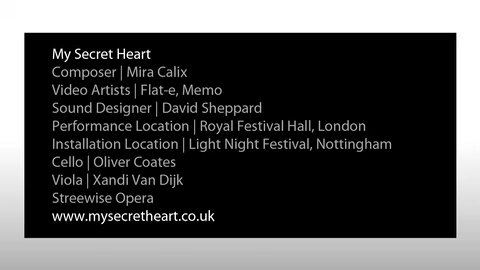 My Secret Heart
Composer | Mira Calix
Video Artists | Flat-e, Memo
Sound Designer | David Sheppard
Performance Location | Royal Festival Hall, London
Installation Location | Light Night Festival, Nottingham
Cello | Oliver Coates
Viola | Xandi Van Dijk
Streewise Opera
www.mysecretheart.co.uk